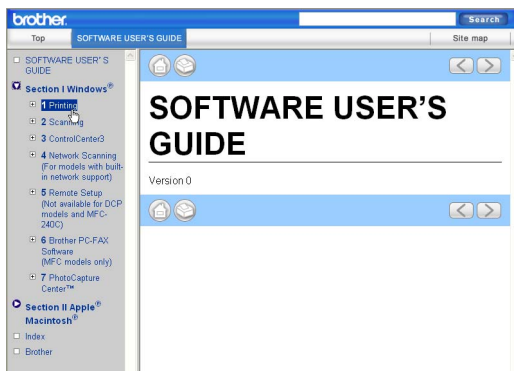 brother.
Search
Top
SOFTWARE USER'S GUIDE
Site map
SOFTWARE USER'S
GUIDE
Section I Windows®
1 Printing
2 Scanning
3 ControlCenter3
4 Network Scanning
(For models with built-
in network support)
5 Remote Setup
(Not available for DCP
models and MFC-
240C)
6 Brother PC-FAX
Software
(MFC models only)
7 PhotoCapture
Center™
Section II Apple®
Macintosh®
Index
Brother
SOFTWARE USER'S
GUIDE
Version 0